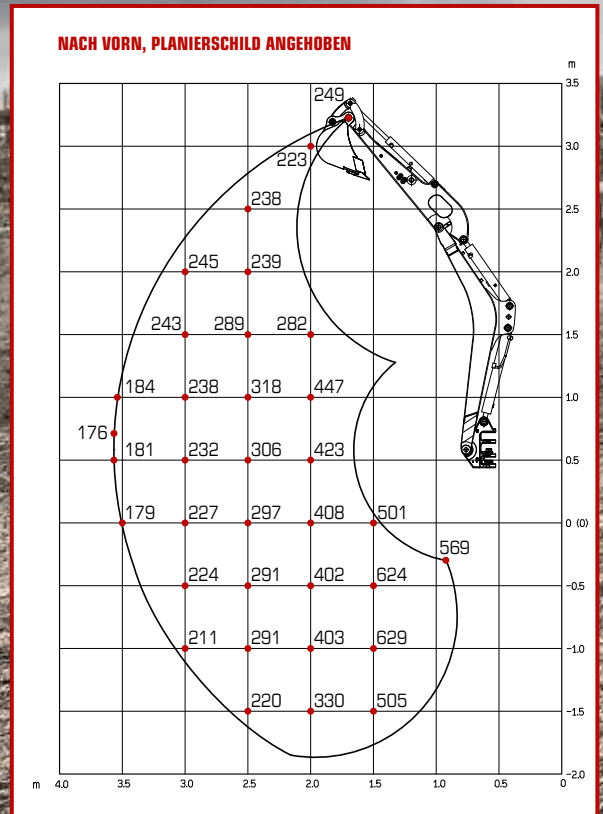 NACH VORN, PLANIERSCHILD ANGEHOBEN
m
3.5
249
3.0
223
238
2.5
245 239
2.0
243 289 282
1.5
184 238 318 447
1.0
176
181 232 306 423
0.5
179 227 297 408 501
0 (0)
569
224 291 402 624
–0.5
211 291 403 629
–1.0
220 330 505
–1.5
–2.0
m 4.0 3.5 3.0 2.5 2.0 1.5 1.0 0.5 0